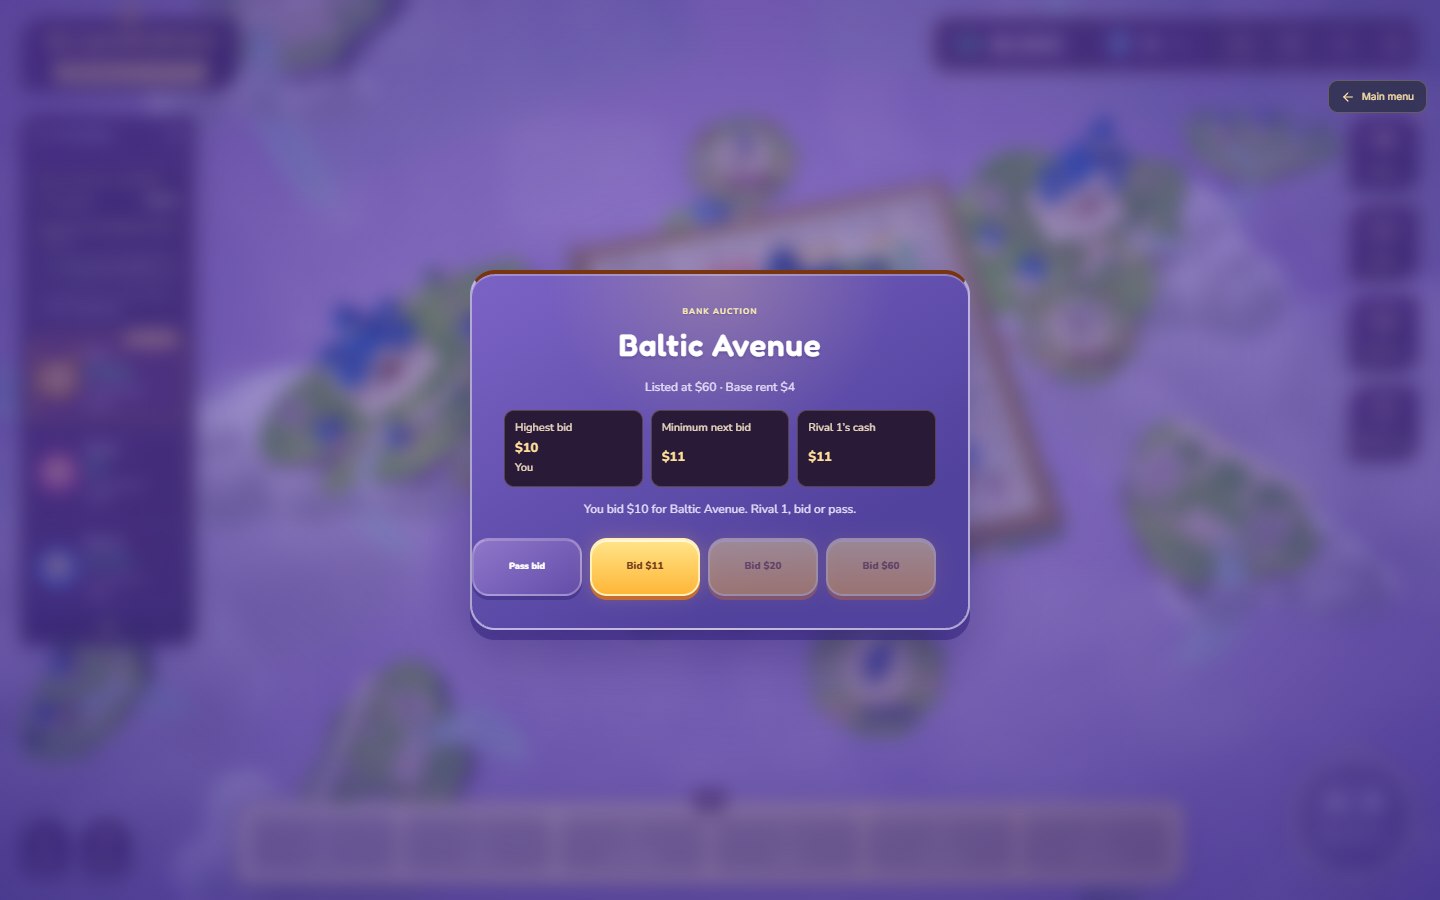 Main menu
BANK AUCTION
Baltic Avenue
Listed at $60 · Base rent $4
Highest bid
$10
You
Minimum next bid
$11
Rival 1's cash
$11
You bid $10 for Baltic Avenue. Rival 1, bid or pass.
Pass bid
Bid $11
Bid $20
Bid $60